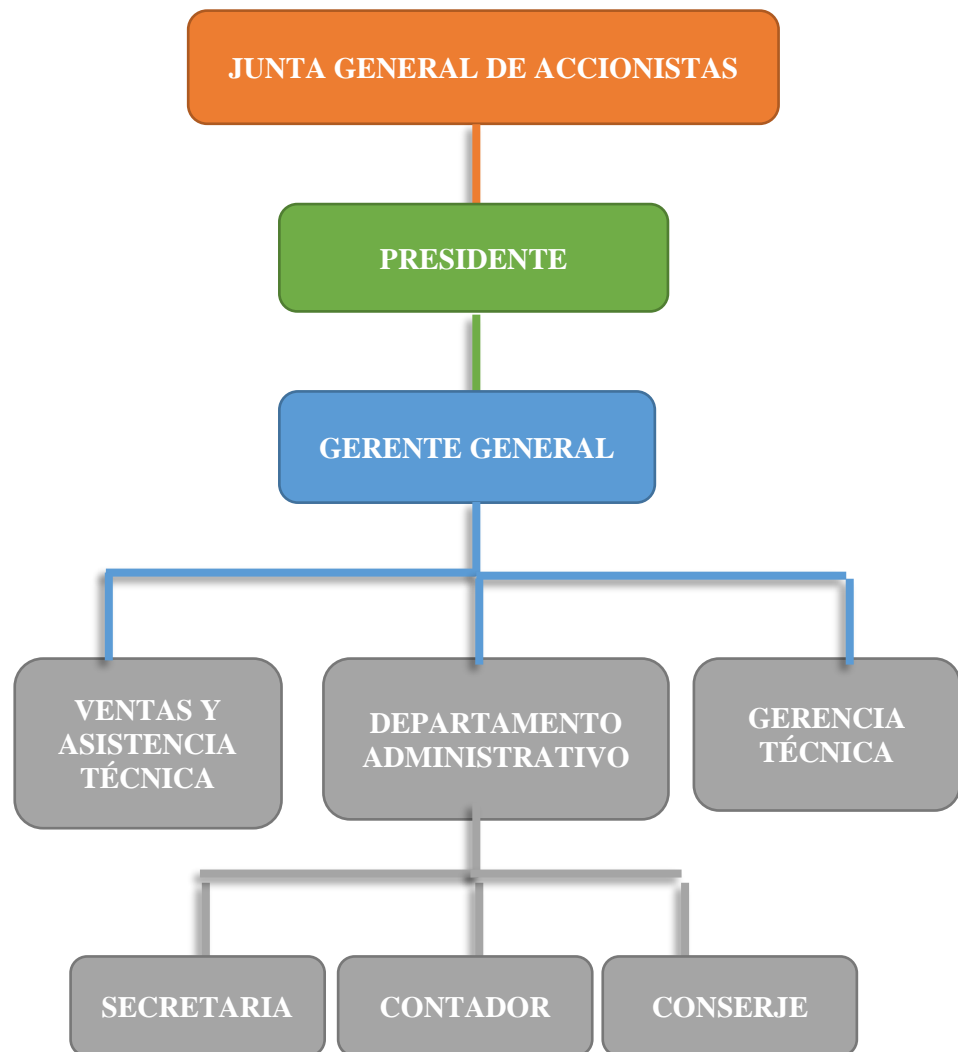 JUNTA GENERAL DE ACCIONISTAS
PRESIDENTE
GERENTE GENERAL
VENTAS Y
ASISTENCIA
TÉCNICA
DEPARTAMENTO
ADMINISTRATIVO
GERENCIA
TÉCNICA
SECRETARIA
CONTADOR
CONSERJE